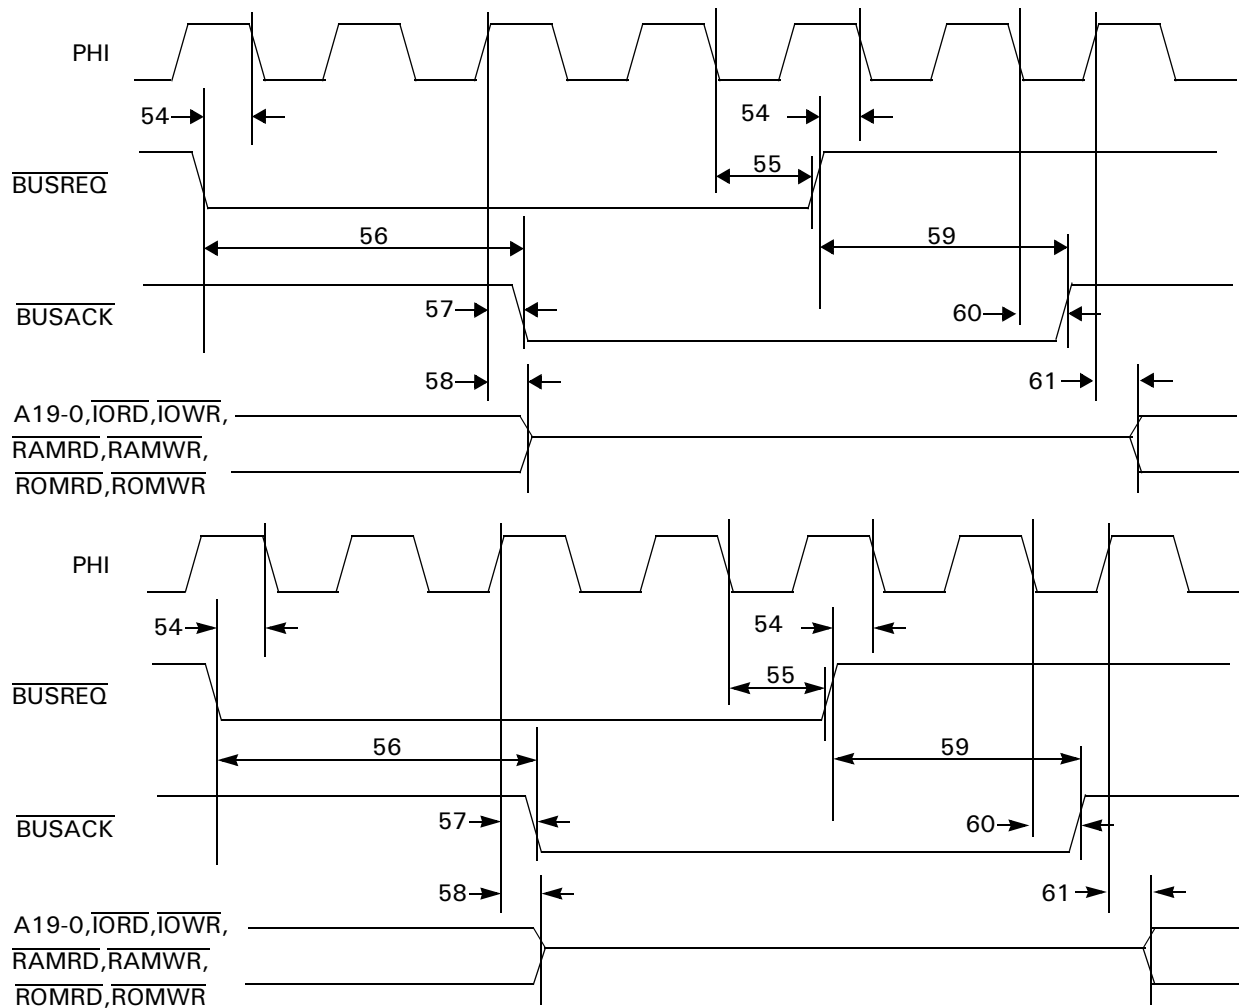 PHI
54
54
55
BUSREQ
56
59
BUSACK
57
60
58
61
A19-0,IORD,IOWR,
RAMRD,RAMWR,
ROMRD,ROMWR
PHI
54
54
55
BUSREQ
56
59
BUSACK
57
60
58
61
A19-0,IORD,IOWR,
RAMRD,RAMWR,
ROMRD,ROMWR